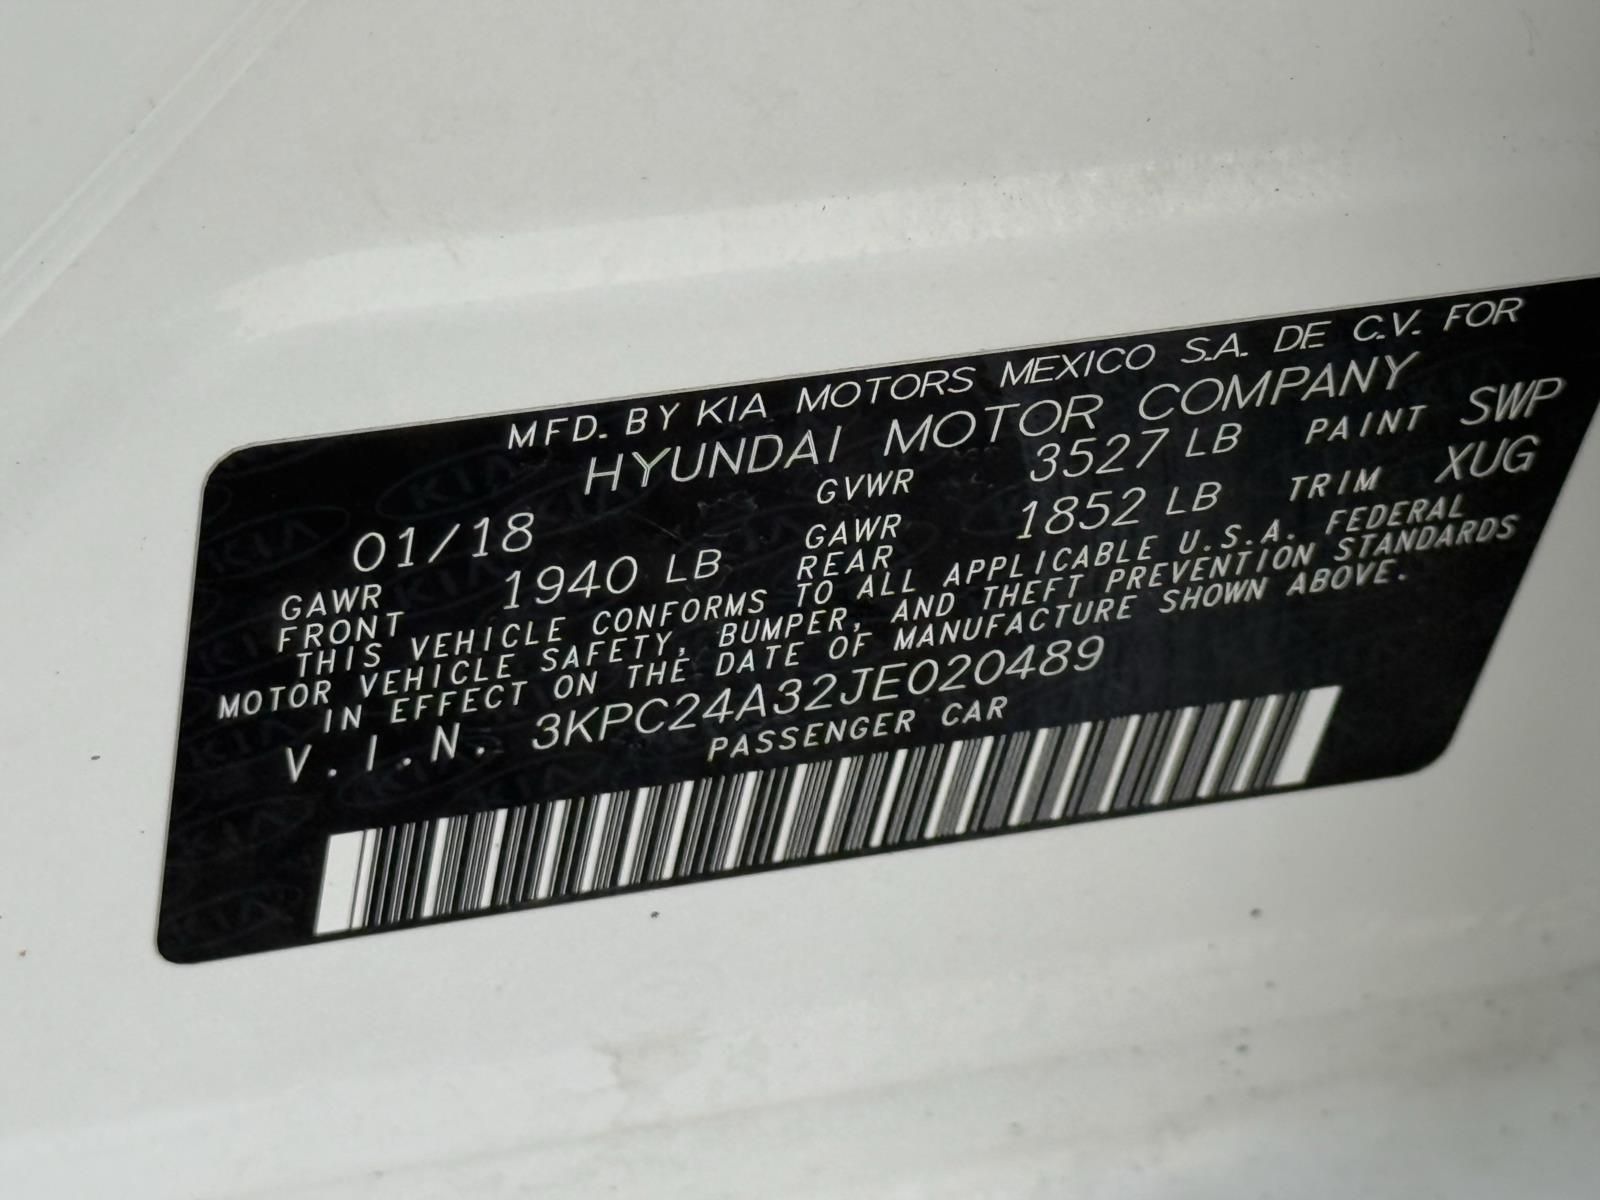 MFD. BY KIA MOTORS MEXICO S.A. DE C.V. FOR
HYUNDAI MOTOR COMPANY
01/18 GVWR 3527 LB PAINT SWP
GAWR FRONT 1940 LB GAWR REAR 1852 LB TRIM XUG
THIS VEHICLE CONFORMS TO ALL APPLICABLE U.S.A. FEDERAL
MOTOR VEHICLE SAFETY, BUMPER, AND THEFT PREVENTION STANDARDS
IN EFFECT ON THE DATE OF MANUFACTURE SHOWN ABOVE.
V.I.N. 3KPC24A32JE020489
PASSENGER CAR